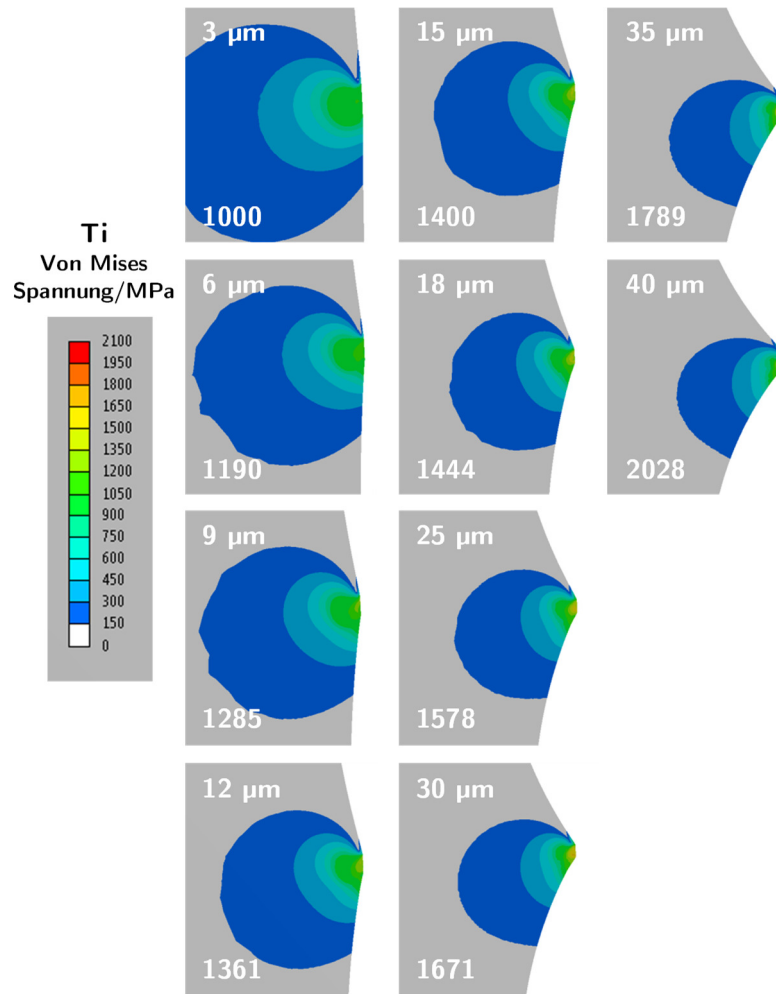 3 µm
1000
15 µm
1400
35 µm
1789
Ti
Von Mises
Spannung/MPa
2100
1950
1800
1650
1500
1350
1200
1050
900
750
600
450
300
150
0
6 µm
1190
18 µm
1444
40 µm
2028
9 µm
1285
25 µm
1578
12 µm
1361
30 µm
1671